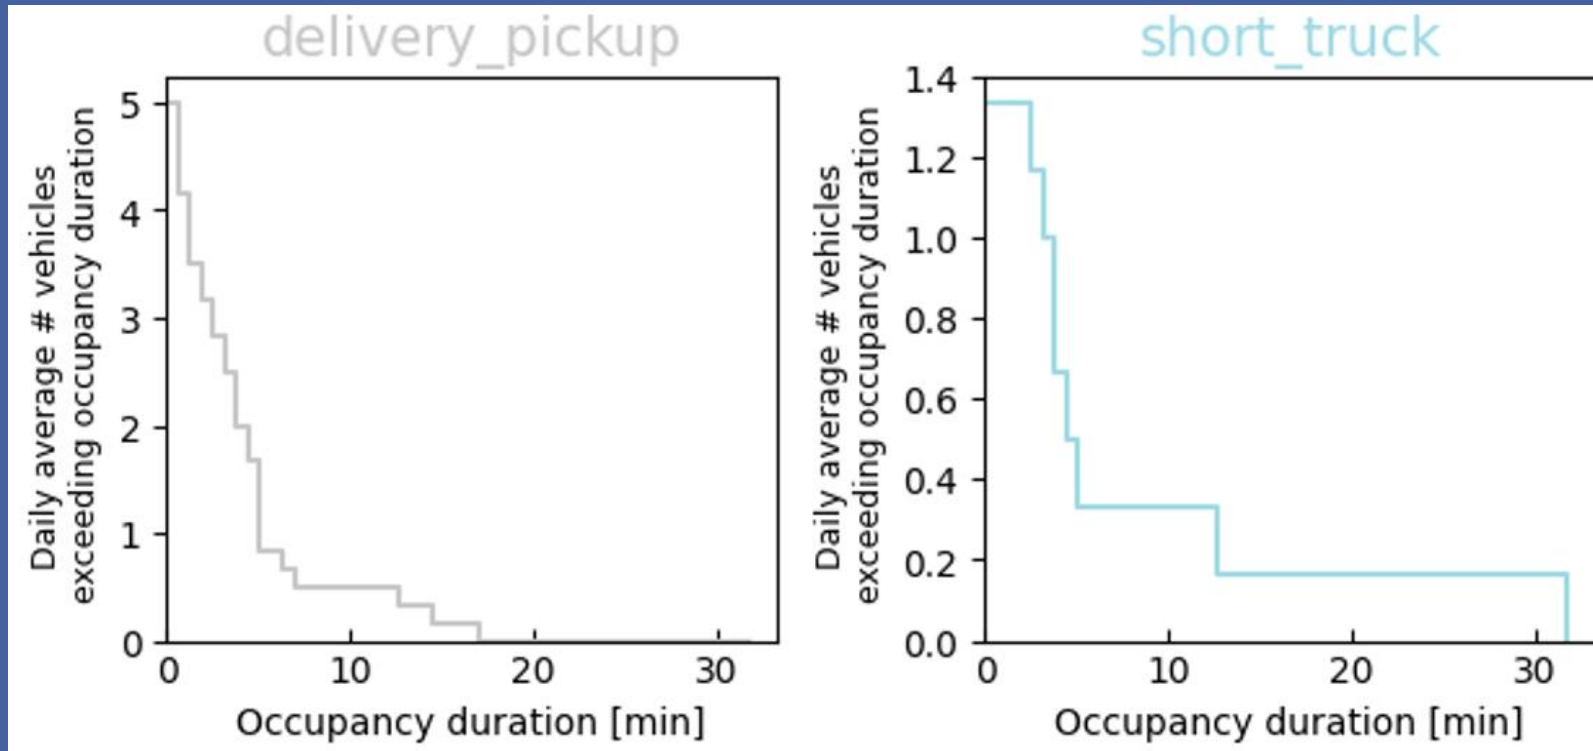 delivery_pickup
Daily average # vehicles
exceeding occupancy duration
5
4
3
2
1
0
0 10 20 30
Occupancy duration [min]
short_truck
Daily average # vehicles
exceeding occupancy duration
1.4
1.2
1.0
0.8
0.6
0.4
0.2
0.0
0 10 20 30
Occupancy duration [min]